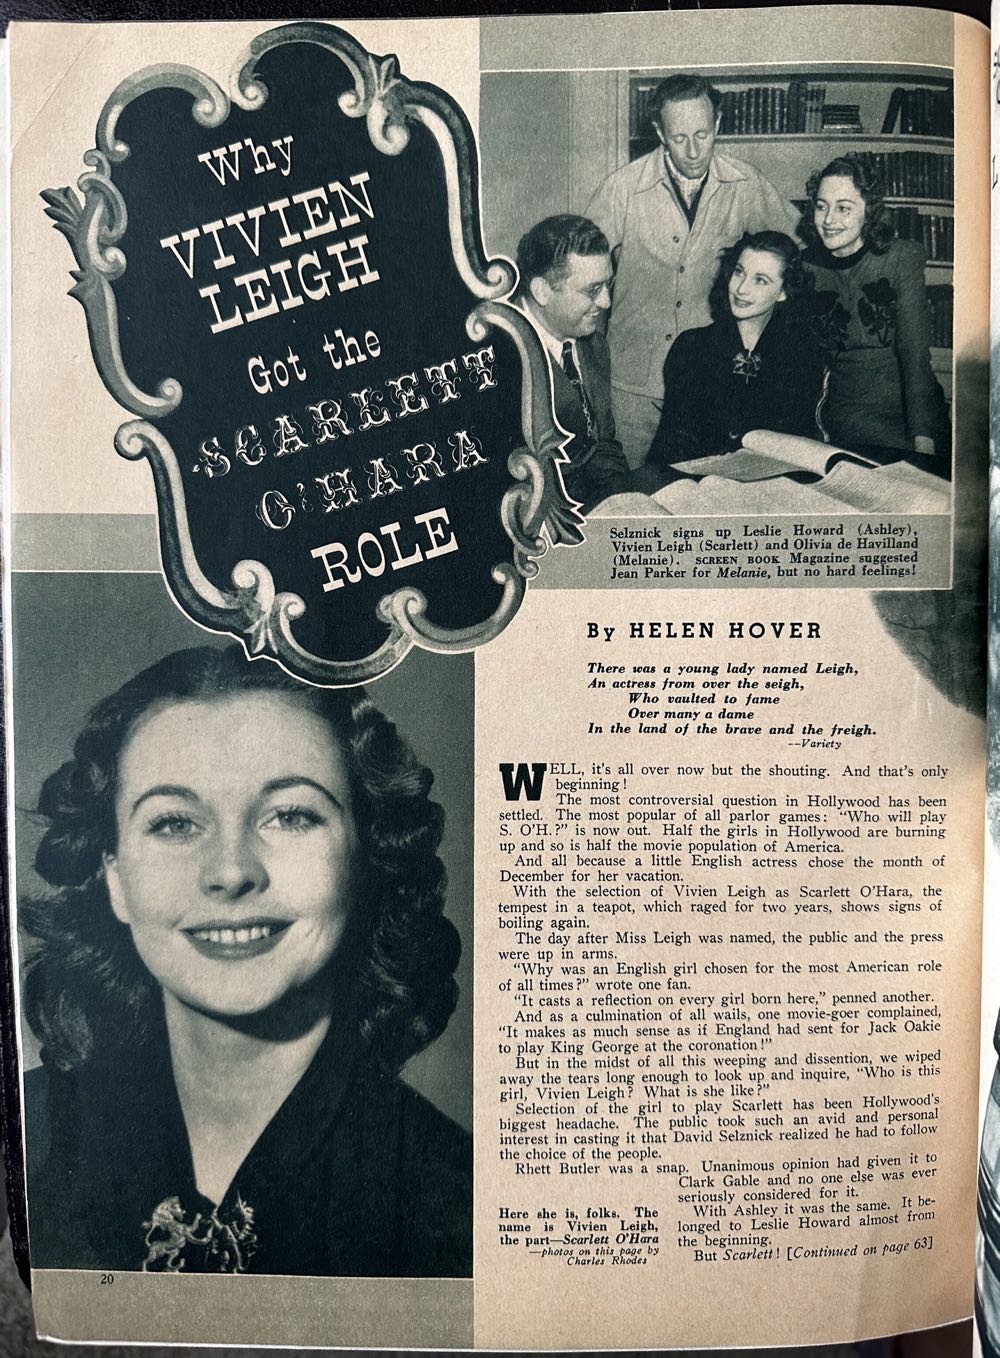 Why
VIVIEN
LEIGH
Got the
SCARLETT
O'HARA
ROLE
Selznick signs up Leslie Howard (Ashley),
Vivien Leigh (Scarlett) and Olivia de Havilland
(Melanie). SCREEN BOOK Magazine suggested
Jean Parker for Melanie, but no hard feelings!
By HELEN HOVER
There was a young lady named Leigh,
An actress from over the seigh,
Who vaulted to fame
Over many a dame
In the land of the brave and the freigh.
--Variety
WELL, it's all over now but the shouting. And that's only
beginning!
The most controversial question in Hollywood has been
settled. The most popular of all parlor games: "Who will play
S. O'H.?" is now out. Half the girls in Hollywood are burning
up and so is half the movie population of America.
And all because a little English actress chose the month of
December for her vacation.
With the selection of Vivien Leigh as Scarlett O'Hara, the
tempest in a teapot, which raged for two years, shows signs of
boiling again.
The day after Miss Leigh was named, the public and the press
were up in arms.
"Why was an English girl chosen for the most American role
of all times?" wrote one fan.
"It casts a reflection on every girl born here," penned another.
And as a culmination of all wails, one movie-goer complained,
"It makes as much sense as if England had sent for Jack Oakie
to play King George at the coronation!"
But in the midst of all this weeping and dissention, we wiped
away the tears long enough to look up and inquire, "Who is this
girl, Vivien Leigh? What is she like?"
Selection of the girl to play Scarlett has been Hollywood's
biggest headache. The public took such an avid and personal
interest in casting it that David Selznick realized he had to follow
the choice of the people.
Rhett Butler was a snap. Unanimous opinion had given it to
Clark Gable and no one else was ever
seriously considered for it.
With Ashley it was the same. It be-
longed to Leslie Howard almost from
the beginning.
But Scarlett! [Continued on page 63]
Here she is, folks. The
name is Vivien Leigh,
the part—Scarlett O'Hara
—photos on this page by
Charles Rhodes
20